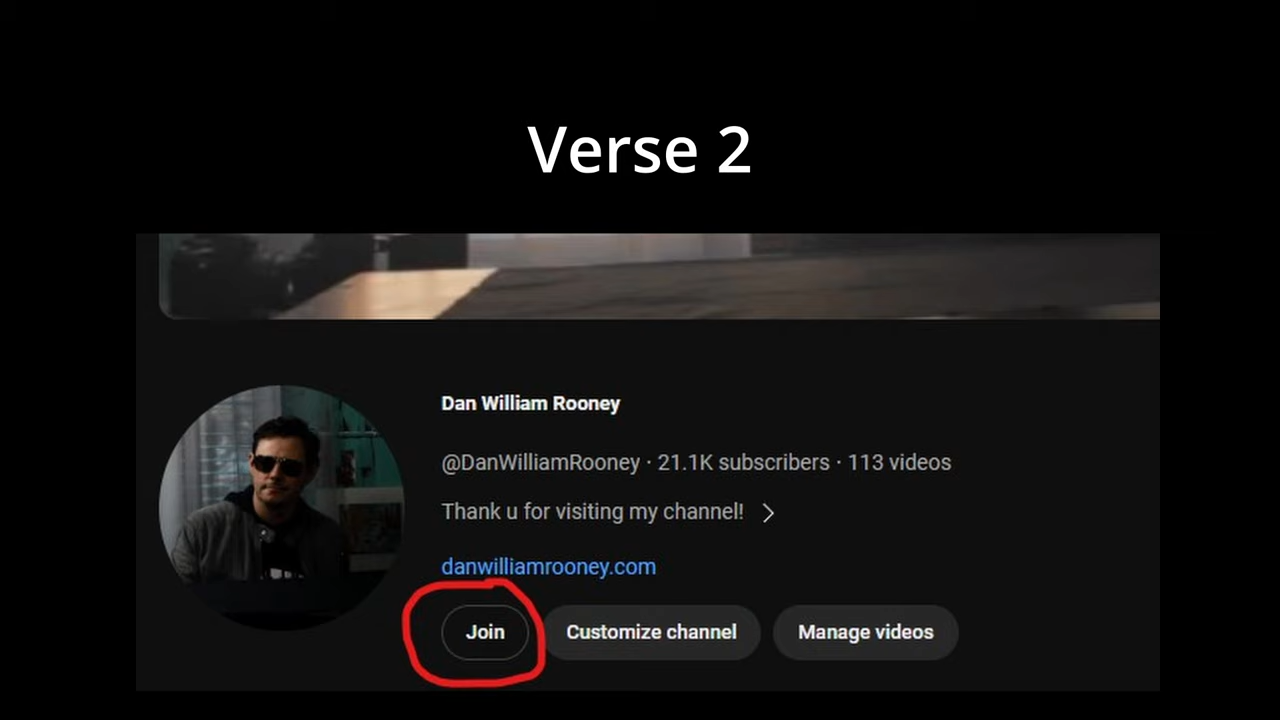 Verse 2
Dan William Rooney
@DanWilliamRooney · 21.1K subscribers · 113 videos
Thank u for visiting my channel!
danwilliamrooney.com
Join Customize channel Manage videos